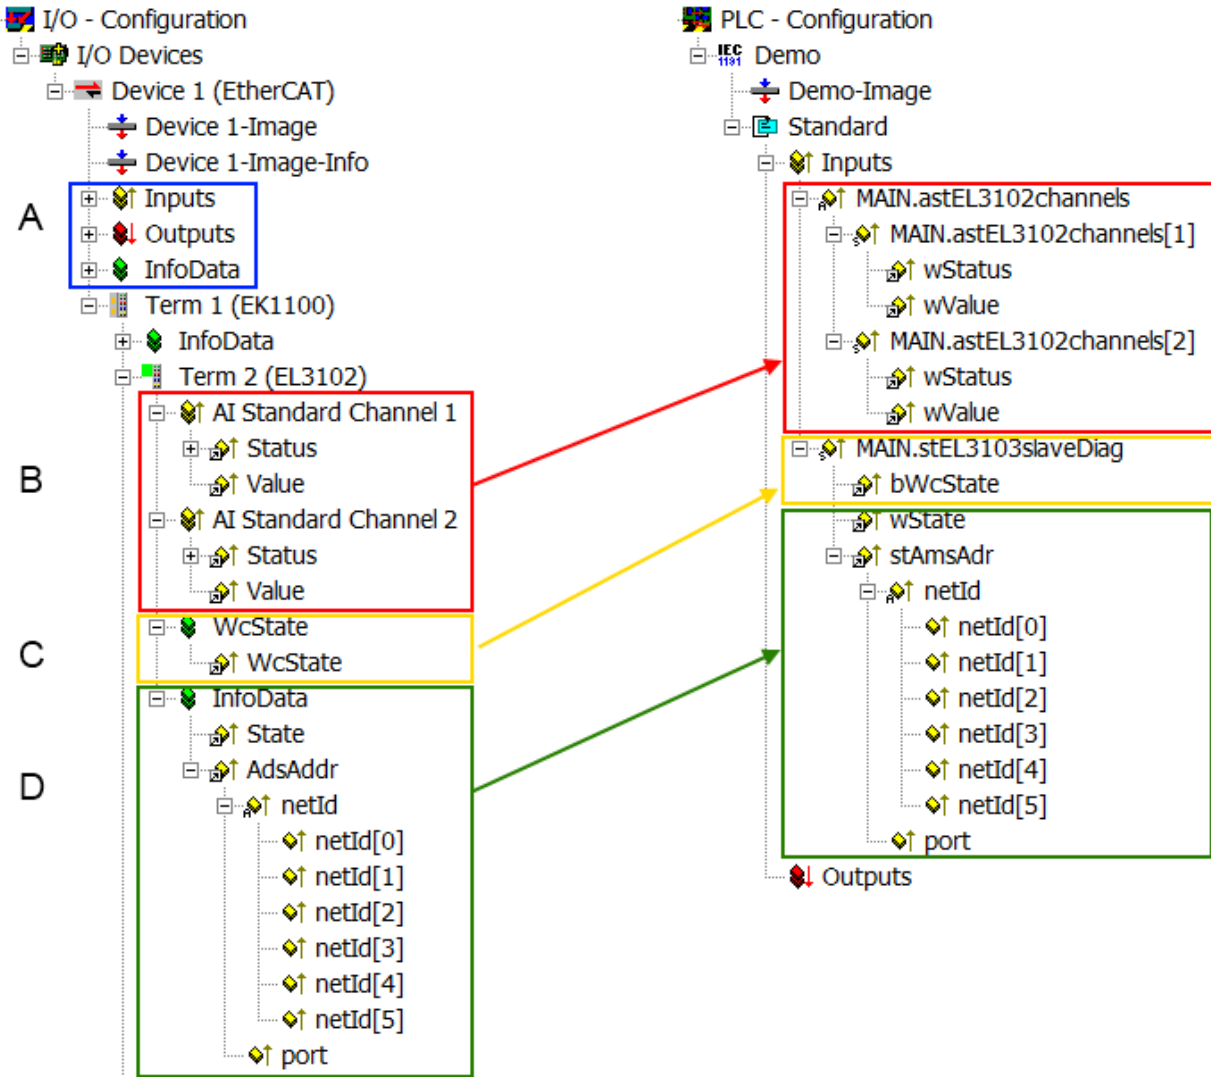 I/O - Configuration
I/O Devices
Device 1 (EtherCAT)
Device 1-Image
Device 1-Image-Info
A
Inputs
Outputs
InfoData
Term 1 (EK1100)
InfoData
Term 2 (EL3102)
B
AI Standard Channel 1
Status
Value
AI Standard Channel 2
Status
Value
C
WcState
WcState
D
InfoData
State
AdsAddr
netId
netId[0]
netId[1]
netId[2]
netId[3]
netId[4]
netId[5]
port
PLC - Configuration
IEC
1131
Demo
Demo-Image
Standard
Inputs
MAIN.astEL3102channels
MAIN.astEL3102channels[1]
wStatus
wValue
MAIN.astEL3102channels[2]
wStatus
wValue
MAIN.stEL3103slaveDiag
bWcState
wState
stAmsAdr
netId
netId[0]
netId[1]
netId[2]
netId[3]
netId[4]
netId[5]
port
Outputs